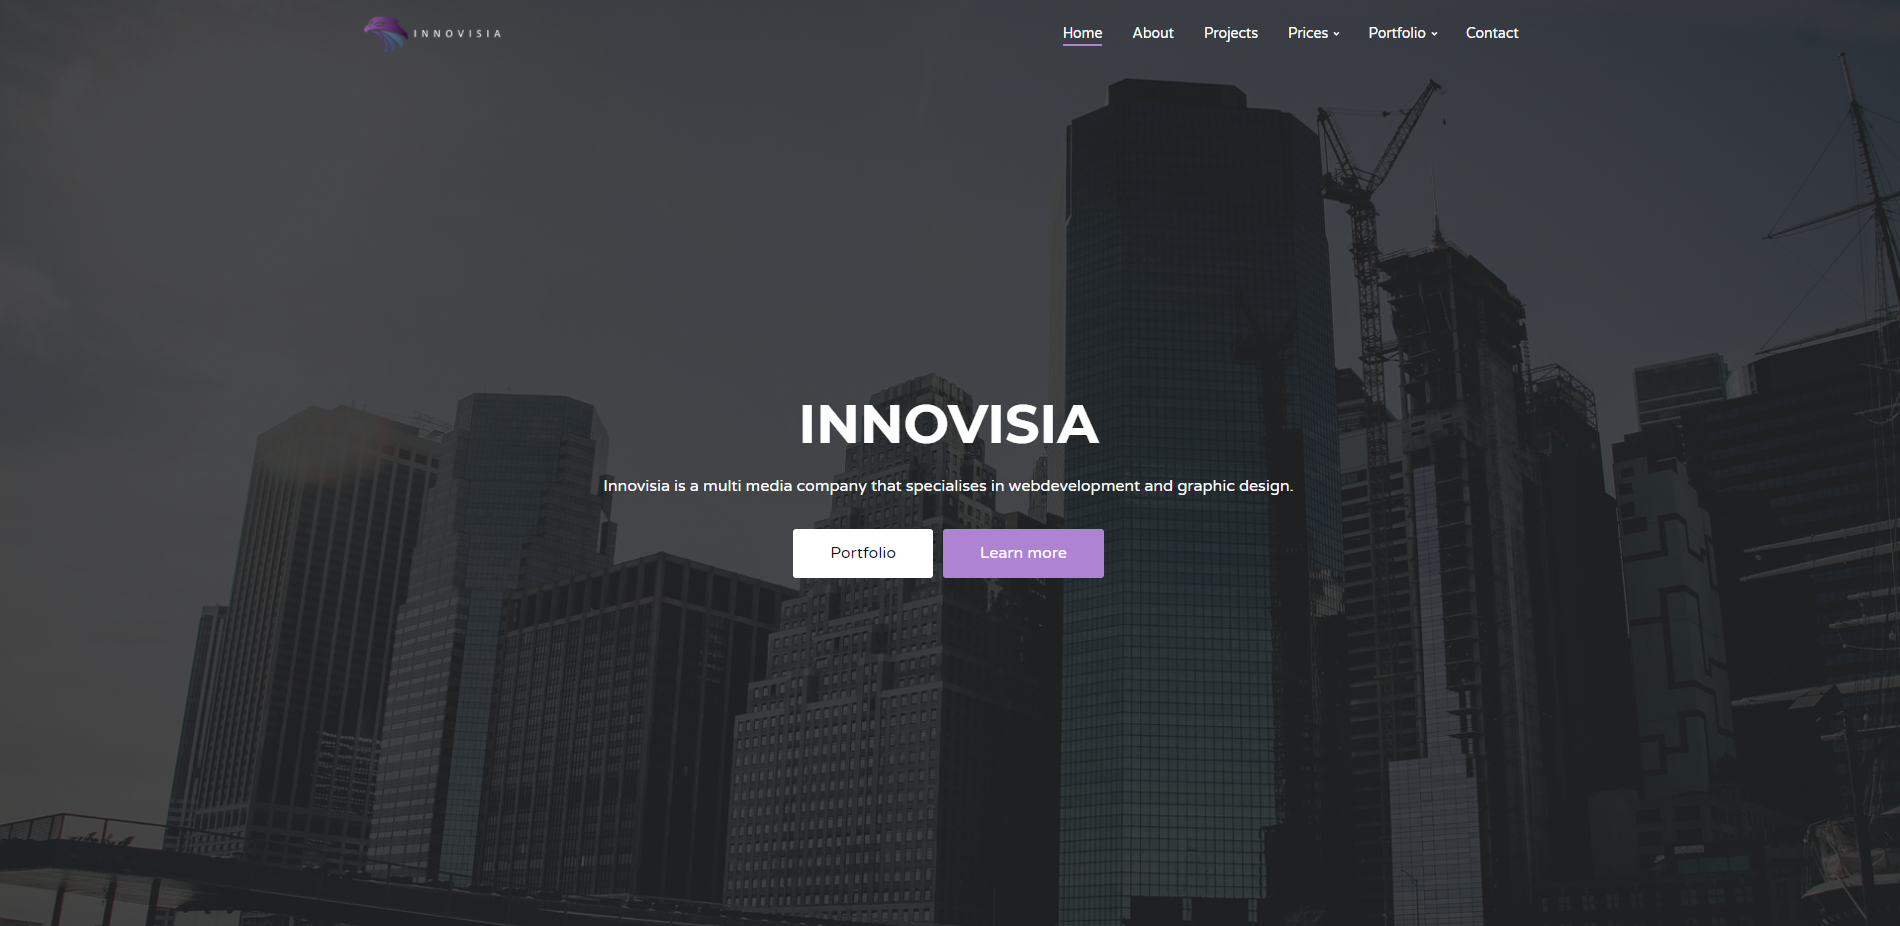 INNOVISIA
Home About Projects Prices Portfolio Contact
INNOVISIA
Innovisia is a multi media company that specialises in webdevelopment and graphic design.
Portfolio Learn more